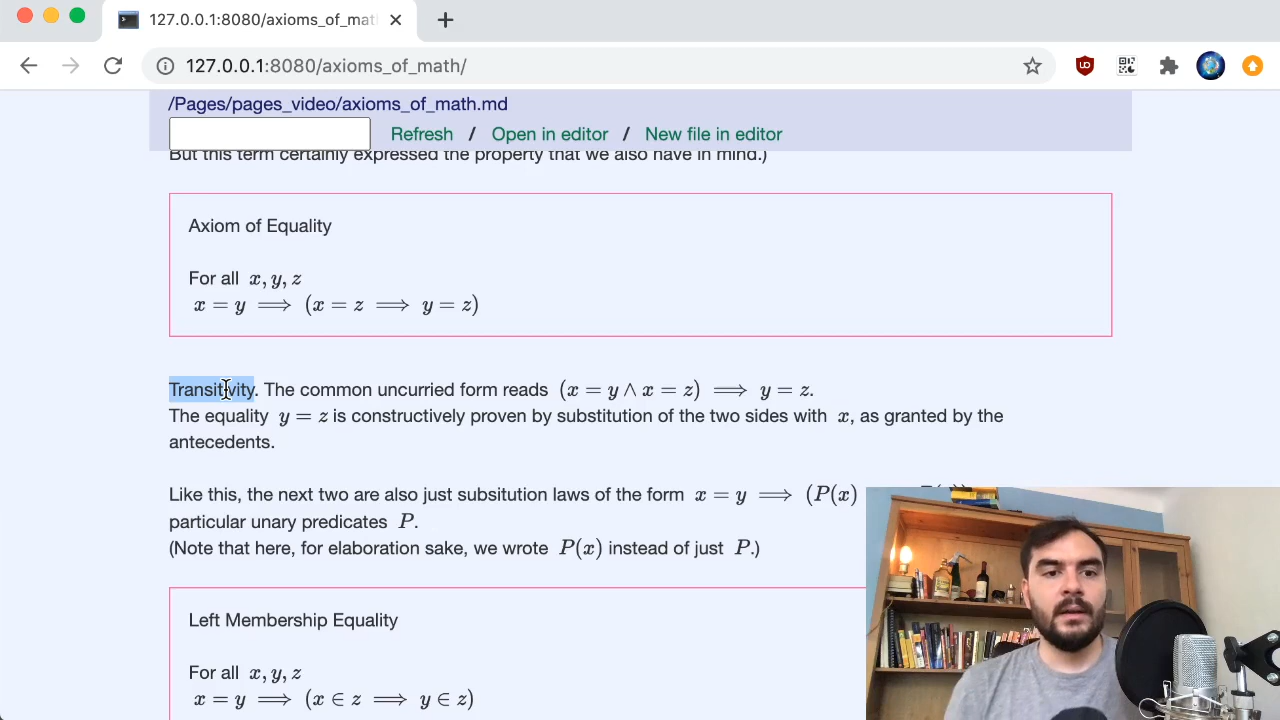 127.0.0.1:8080/axioms_of_mat
127.0.0.1:8080/axioms_of_math/
/Pages/pages_video/axioms_of_math.md
Refresh / Open in editor / New file in editor
But this term certainly expressed the property that we also have in mind.)
Axiom of Equality
For all x, y, z
x = y ⟹ (x = z ⟹ y = z)
Transitivity. The common uncurried form reads (x = y ∧ x = z) ⟹ y = z.
The equality y = z is constructively proven by substitution of the two sides with x, as granted by the
antecedents.
Like this, the next two are also just subsitution laws of the form x = y ⟹ (P(x)
particular unary predicates P.
(Note that here, for elaboration sake, we wrote P(x) instead of just P.)
Left Membership Equality
For all x, y, z
x = y ⟹ (x ∈ z ⟹ y ∈ z)